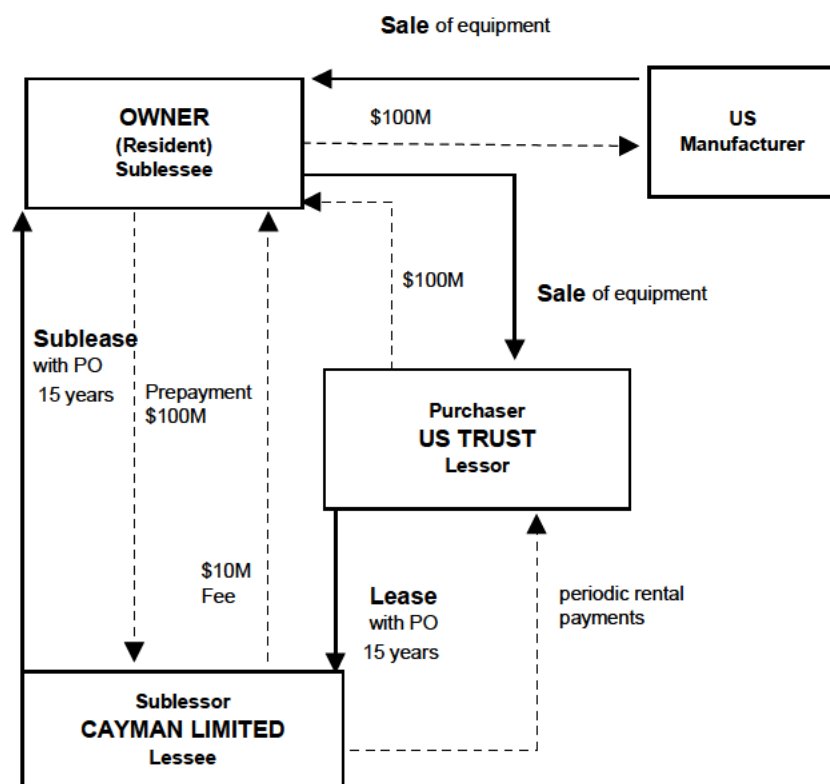 Sale of equipment
OWNER
(Resident)
Sublessee
$100M
US
Manufacturer
$100M
Sale of equipment
Sublease
with PO
15 years
Prepayment
$100M
Purchaser
US TRUST
Lessor
$10M
Fee
Lease
with PO
15 years
periodic rental
payments
Sublessor
CAYMAN LIMITED
Lessee